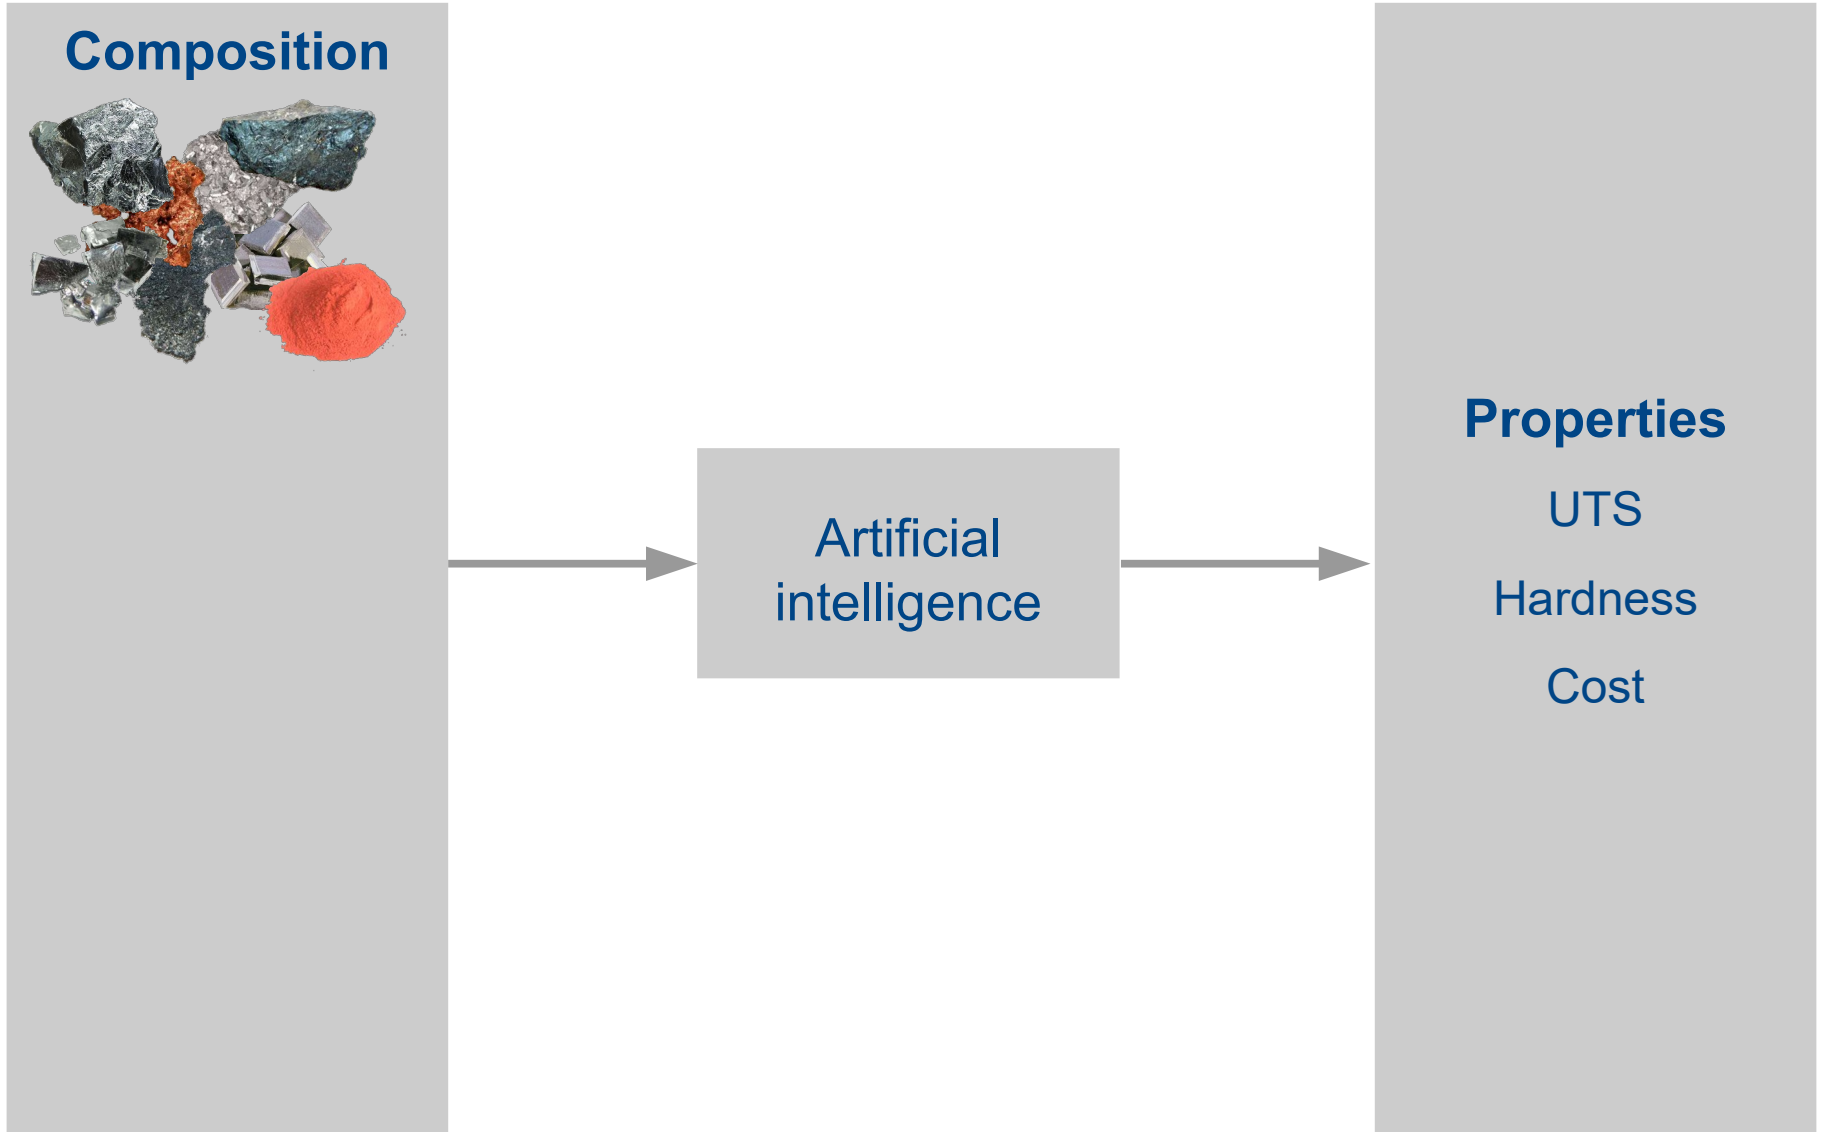 Composition
Artificial
intelligence
Properties
UTS
Hardness
Cost